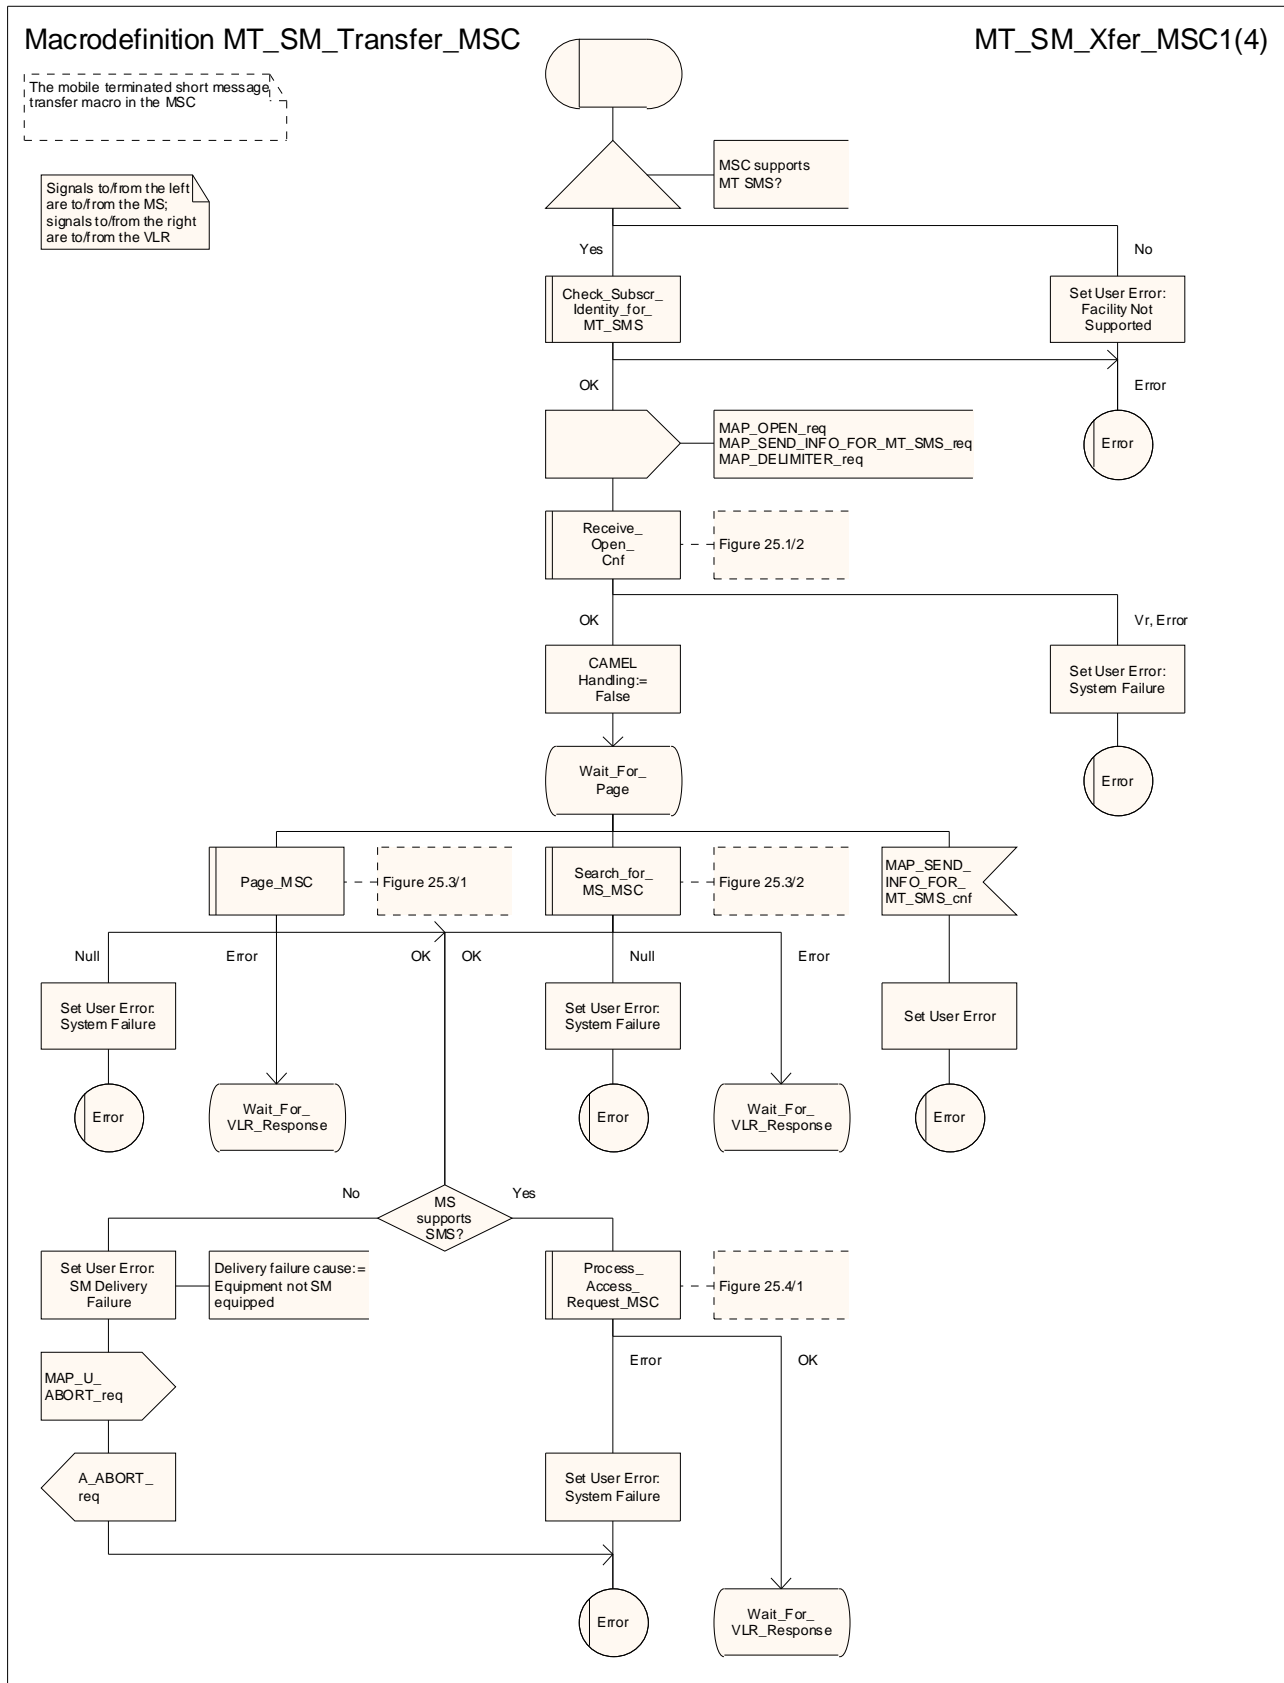 Macrodefinition MT_SM_Transfer_MSC
MT_SM_Xfer_MSC1(4)
The mobile terminated short message
transfer macro in the MSC
Signals to/from the left
are to/from the MS;
signals to/from the right
are to/from the VLR
MSC supports
MT SMS?
Yes
No
Check_Subscr_
Identity_for_
MT_SMS
Set User Error:
Facility Not
Supported
OK
Error
MAP_OPEN_req
MAP_SEND_INFO_FOR_MT_SMS_req
MAP_DELIMITER_req
Error
Receive_
Open_
Cnf
Figure 25.1/2
OK
Vr, Error
CAMEL
Handling:=
False
Set User Error:
System Failure
Wait_For_
Page
Error
Page_MSC
Figure 25.3/1
Search_for_
MS_MSC
Figure 25.3/2
MAP_SEND_
INFO_FOR_
MT_SMS_cnf
Null
Error
OK
OK
Null
Error
Set User Error:
System Failure
Set User Error:
System Failure
Set User Error
Error
Wait_For_
VLR_Response
Error
Wait_For_
VLR_Response
Error
No
MS
supports
SMS?
Yes
Set User Error:
SM Delivery
Failure
Delivery failure cause:=
Equipment not SM
equipped
Process_
Access_
Request_MSC
Figure 25.4/1
Error
OK
MAP_U_
ABORT_req
A_ABORT_
req
Set User Error:
System Failure
Error
Wait_For_
VLR_Response